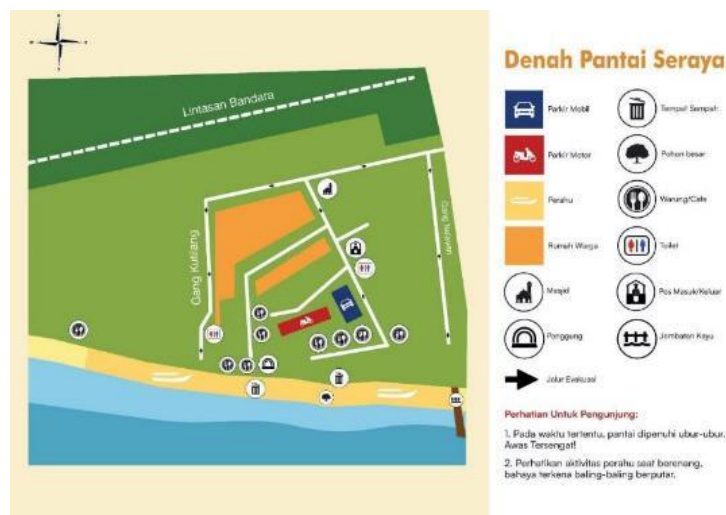 Denah Pantai Seraya
Lintasan Bandara
Gang Kutilang
Gang Nelayan
Parkir Mobil
Tempat Sampah
Parkir Motor
Pohon besar
Perahu
Warung/Cafe
Rumah Warga
Toilet
Masjid
Pos Masuk/Keluar
Panggung
Jembatan Kayu
Jalur Evakuasi
Perhatian Untuk Pengunjung:
1. Pada waktu tertentu, pantai dipenuhi ubur-ubur.
Awas Tersengat!
2. Perhatikan aktivitas perahu saat berenang,
bahaya terkena baling-baling berputar.